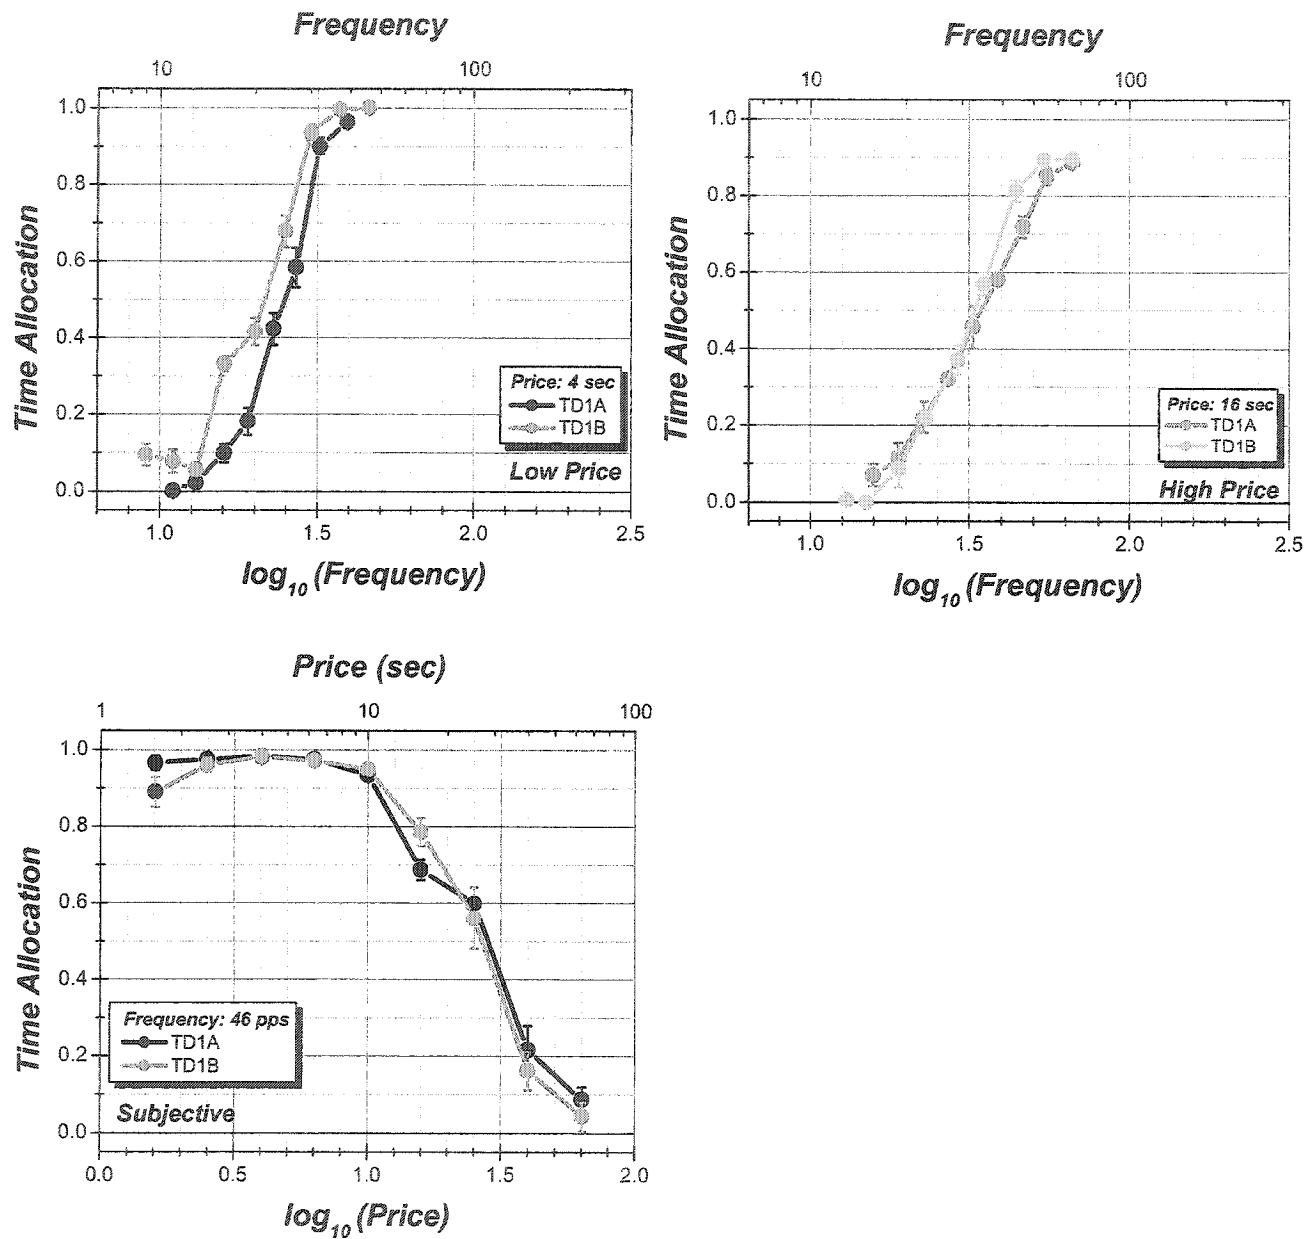 Frequency
10 100
1.0
0.8
0.6
0.4
0.2
0.0
Time Allocation
Price: 4 sec
TD1A
TD1B
Low Price
1.0 1.5 2.0 2.5
log10 (Frequency)
Frequency
10 100
1.0
0.8
0.6
0.4
0.2
0.0
Time Allocation
Price: 16 sec
TD1A
TD1B
High Price
1.0 1.5 2.0 2.5
log10 (Frequency)
Price (sec)
1 10 100
1.0
0.8
0.6
0.4
0.2
0.0
Time Allocation
Frequency: 46 pps
TD1A
TD1B
Subjective
0.0 0.5 1.0 1.5 2.0
log10 (Price)